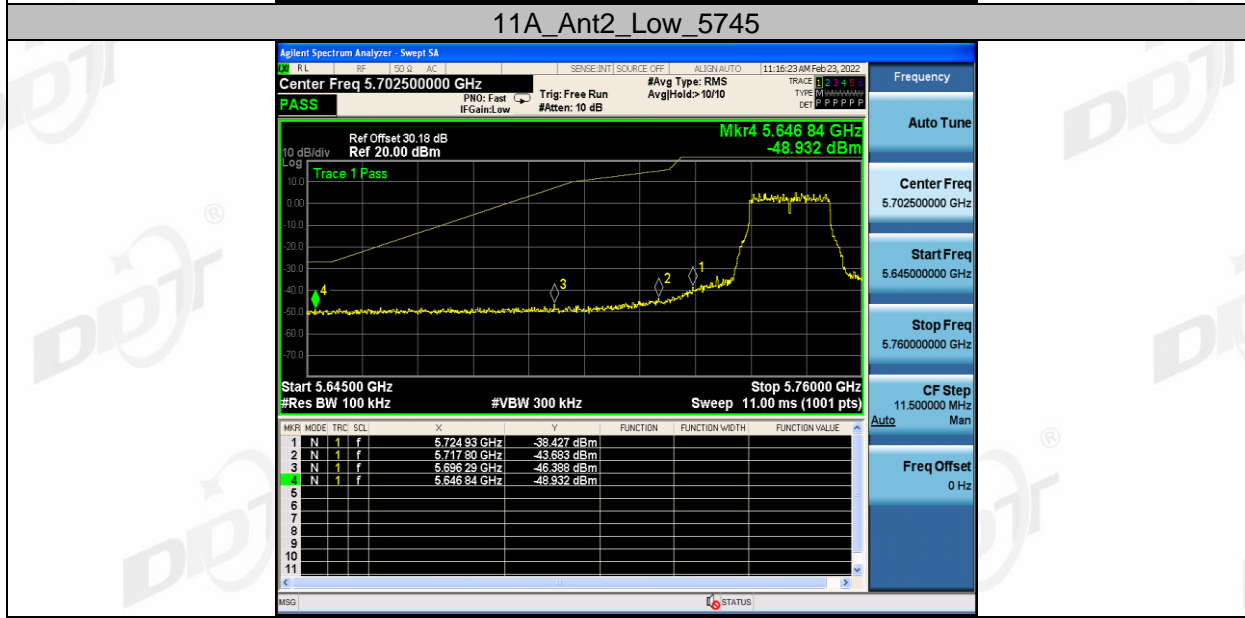 11A_Ant2_Low_5745
Agilent Spectrum Analyzer - Swept SA
RL RF 50 Ω AC SENSE:INT SOURCE OFF ALIGN AUTO 11:16:23 AM Feb 23, 2022
Center Freq 5.702500000 GHz
PASS
PNO: Fast
IFGain:Low
Trig: Free Run
#Atten: 10 dB
#Avg Type: RMS
Avg|Hold:>10/10
TRACE 1 2 3 4 5 6
TYPE M
DET P P P P P P
Frequency
Auto Tune
Center Freq
5.702500000 GHz
Start Freq
5.645000000 GHz
Stop Freq
5.760000000 GHz
CF Step
11.500000 MHz
Auto Man
Freq Offset
0 Hz
Mkr4 5.646 84 GHz
-48.932 dBm
Ref Offset 30.18 dB
10 dB/div Ref 20.00 dBm
Log
Trace 1 Pass
10.0
0.00
-10.0
-20.0
-30.0
-40.0
-50.0
-60.0
-70.0
4
3
2
1
Start 5.64500 GHz Stop 5.76000 GHz
#Res BW 100 kHz #VBW 300 kHz Sweep 11.00 ms (1001 pts)
MKR MODE TRC SCL X Y FUNCTION FUNCTION WIDTH FUNCTION VALUE
1 N 1 f 5.724 93 GHz -38.427 dBm
2 N 1 f 5.717 80 GHz -43.683 dBm
3 N 1 f 5.696 29 GHz -46.388 dBm
4 N 1 f 5.646 84 GHz -48.932 dBm
5
6
7
8
9
10
11
MSG STATUS
DDT
®